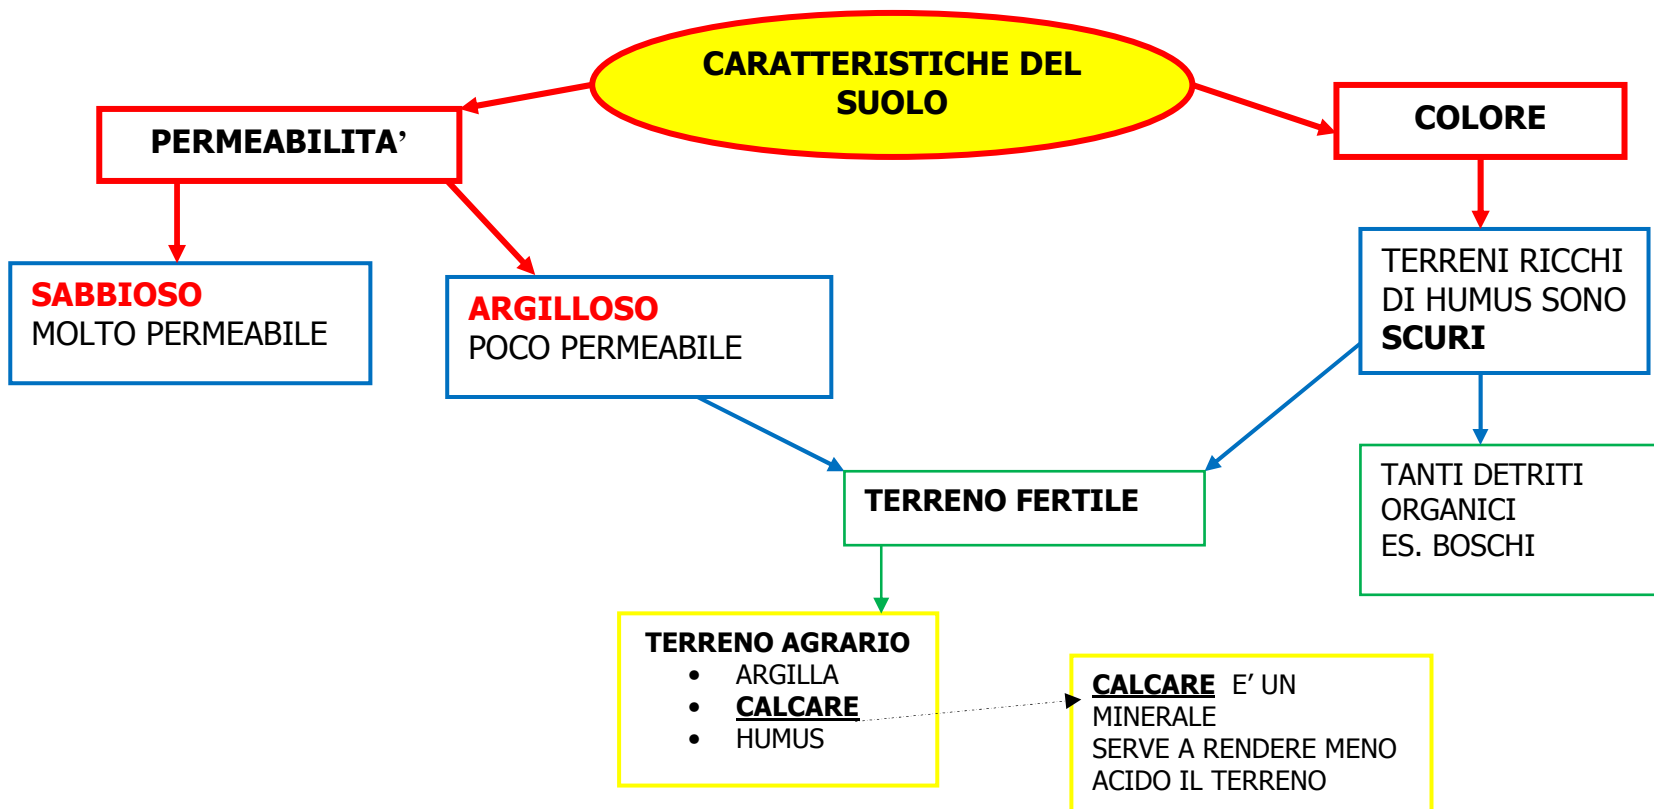 CARATTERISTICHE DEL
SUOLO
PERMEABILITA’
COLORE
SABBIOSO
MOLTO PERMEABILE
ARGILLOSO
POCO PERMEABILE
TERRENI RICCHI
DI HUMUS SONO
SCURI
TERRENO FERTILE
TANTI DETRITI
ORGANICI
ES. BOSCHI
TERRENO AGRARIO
• ARGILLA
• CALCARE
• HUMUS
CALCARE E’ UN
MINERALE
SERVE A RENDERE MENO
ACIDO IL TERRENO